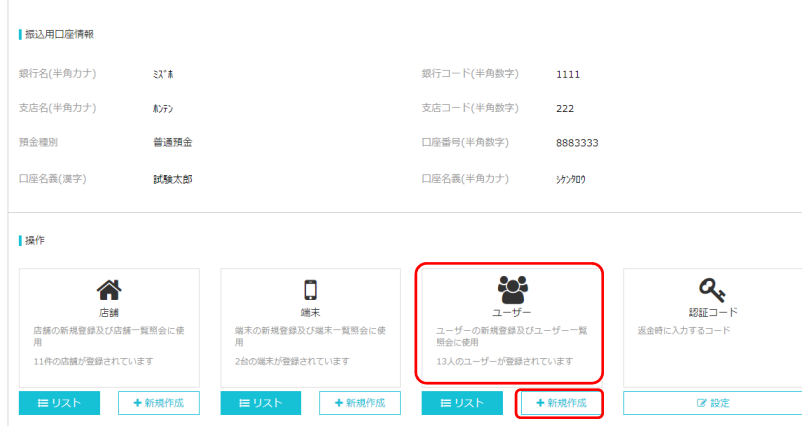 振込用口座情報
銀行名(半角カナ) ﾐｽﾞﾎ 銀行コード(半角数字) 1111
支店名(半角カナ) ﾎﾝﾃﾝ 支店コード(半角数字) 222
預金種別 普通預金 口座番号(半角数字) 8883333
口座名義(漢字) 試験太郎 口座名義(半角カナ) ｼｹﾝﾀﾛｳ
操作
店舗
店舗の新規登録及び店舗一覧照会に使
用
11件の店舗が登録されています
リスト
新規作成
端末
端末の新規登録及び端末一覧照会に使
用
2台の端末が登録されています
リスト
新規作成
ユーザー
ユーザーの新規登録及びユーザー一覧
照会に使用
13人のユーザーが登録されています
リスト
新規作成
認証コード
返金時に入力するコード
設定